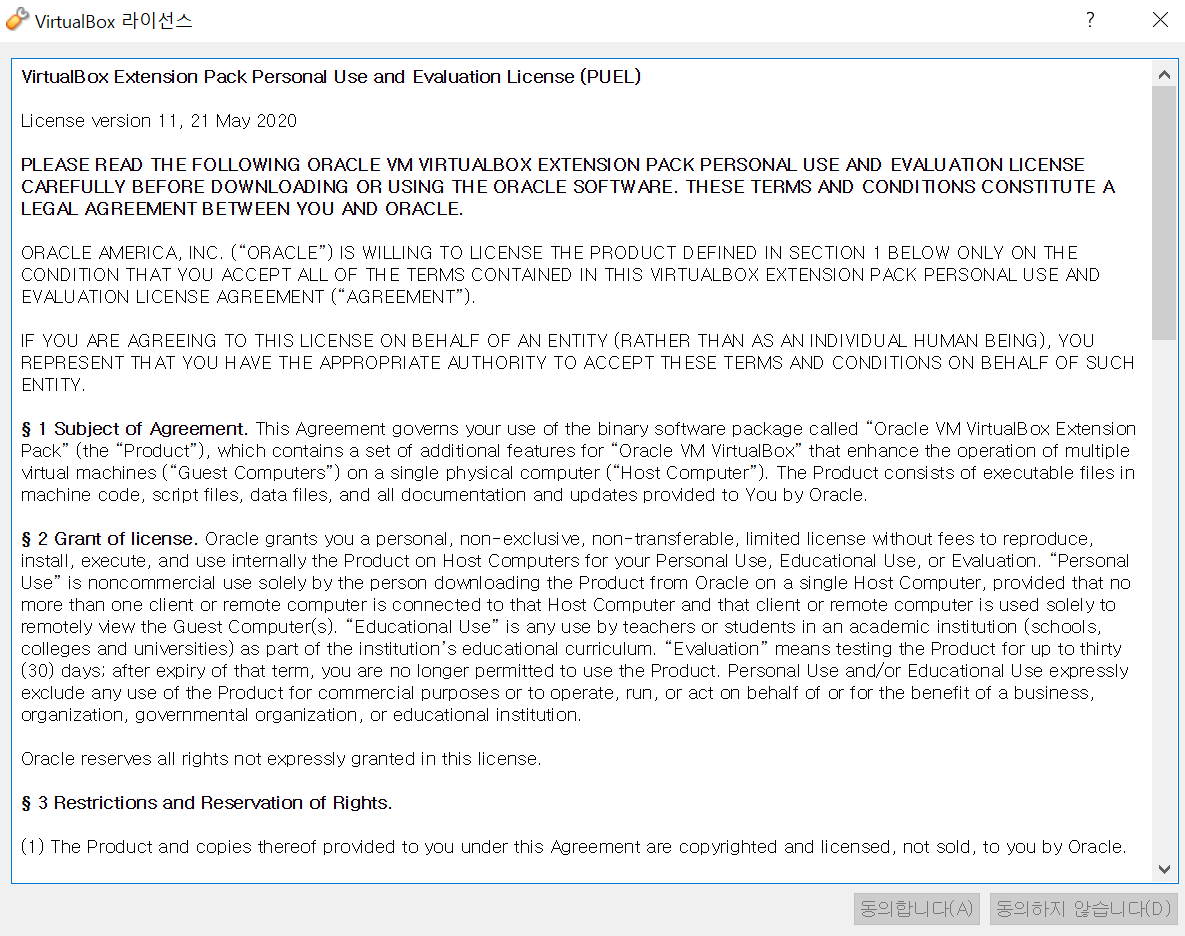 VirtualBox 라이선스
?
VirtualBox Extension Pack Personal Use and Evaluation License (PUEL)
License version 11, 21 May 2020
PLEASE READ THE FOLLOWING ORACLE VM VIRTUALBOX EXTENSION PACK PERSONAL USE AND EVALUATION LICENSE
CAREFULLY BEFORE DOWNLOADING OR USING THE ORACLE SOFTWARE. THESE TERMS AND CONDITIONS CONSTITUTE A
LEGAL AGREEMENT BETWEEN YOU AND ORACLE.
ORACLE AMERICA, INC. (“ORACLE”) IS WILLING TO LICENSE THE PRODUCT DEFINED IN SECTION 1 BELOW ONLY ON THE
CONDITION THAT YOU ACCEPT ALL OF THE TERMS CONTAINED IN THIS VIRTUALBOX EXTENSION PACK PERSONAL USE AND
EVALUATION LICENSE AGREEMENT (“AGREEMENT”).
IF YOU ARE AGREEING TO THIS LICENSE ON BEHALF OF AN ENTITY (RATHER THAN AS AN INDIVIDUAL HUMAN BEING), YOU
REPRESENT THAT YOU HAVE THE APPROPRIATE AUTHORITY TO ACCEPT THESE TERMS AND CONDITIONS ON BEHALF OF SUCH
ENTITY.
§ 1 Subject of Agreement. This Agreement governs your use of the binary software package called “Oracle VM VirtualBox Extension
Pack” (the “Product”), which contains a set of additional features for “Oracle VM VirtualBox” that enhance the operation of multiple
virtual machines (“Guest Computers”) on a single physical computer (“Host Computer”). The Product consists of executable files in
machine code, script files, data files, and all documentation and updates provided to You by Oracle.
§ 2 Grant of license. Oracle grants you a personal, non-exclusive, non-transferable, limited license without fees to reproduce,
install, execute, and use internally the Product on Host Computers for your Personal Use, Educational Use, or Evaluation. “Personal
Use” is noncommercial use solely by the person downloading the Product from Oracle on a single Host Computer, provided that no
more than one client or remote computer is connected to that Host Computer and that client or remote computer is used solely to
remotely view the Guest Computer(s). “Educational Use” is any use by teachers or students in an academic institution (schools,
colleges and universities) as part of the institution’s educational curriculum. “Evaluation” means testing the Product for up to thirty
(30) days; after expiry of that term, you are no longer permitted to use the Product. Personal Use and/or Educational Use expressly
exclude any use of the Product for commercial purposes or to operate, run, or act on behalf of or for the benefit of a business,
organization, governmental organization, or educational institution.
Oracle reserves all rights not expressly granted in this license.
§ 3 Restrictions and Reservation of Rights.
(1) The Product and copies thereof provided to you under this Agreement are copyrighted and licensed, not sold, to you by Oracle.
동의합니다(A) 동의하지 않습니다(D)